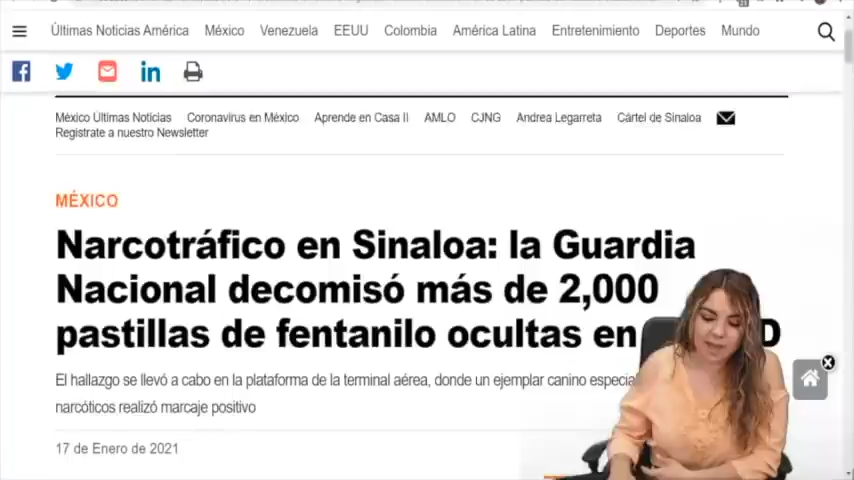 Últimas Noticias América México Venezuela EEUU Colombia América Latina Entretenimiento Deportes Mundo
México Últimas Noticias Coronavirus en México Aprende en Casa II AMLO CJNG Andrea Legarreta Cártel de Sinaloa
Registrate a nuestro Newsletter
MÉXICO
Narcotráfico en Sinaloa: la Guardia
Nacional decomisó más de 2,000
pastillas de fentanilo ocultas en
El hallazgo se llevó a cabo en la plataforma de la terminal aérea, donde un ejemplar canino
narcóticos realizó marcaje positivo
17 de Enero de 2021